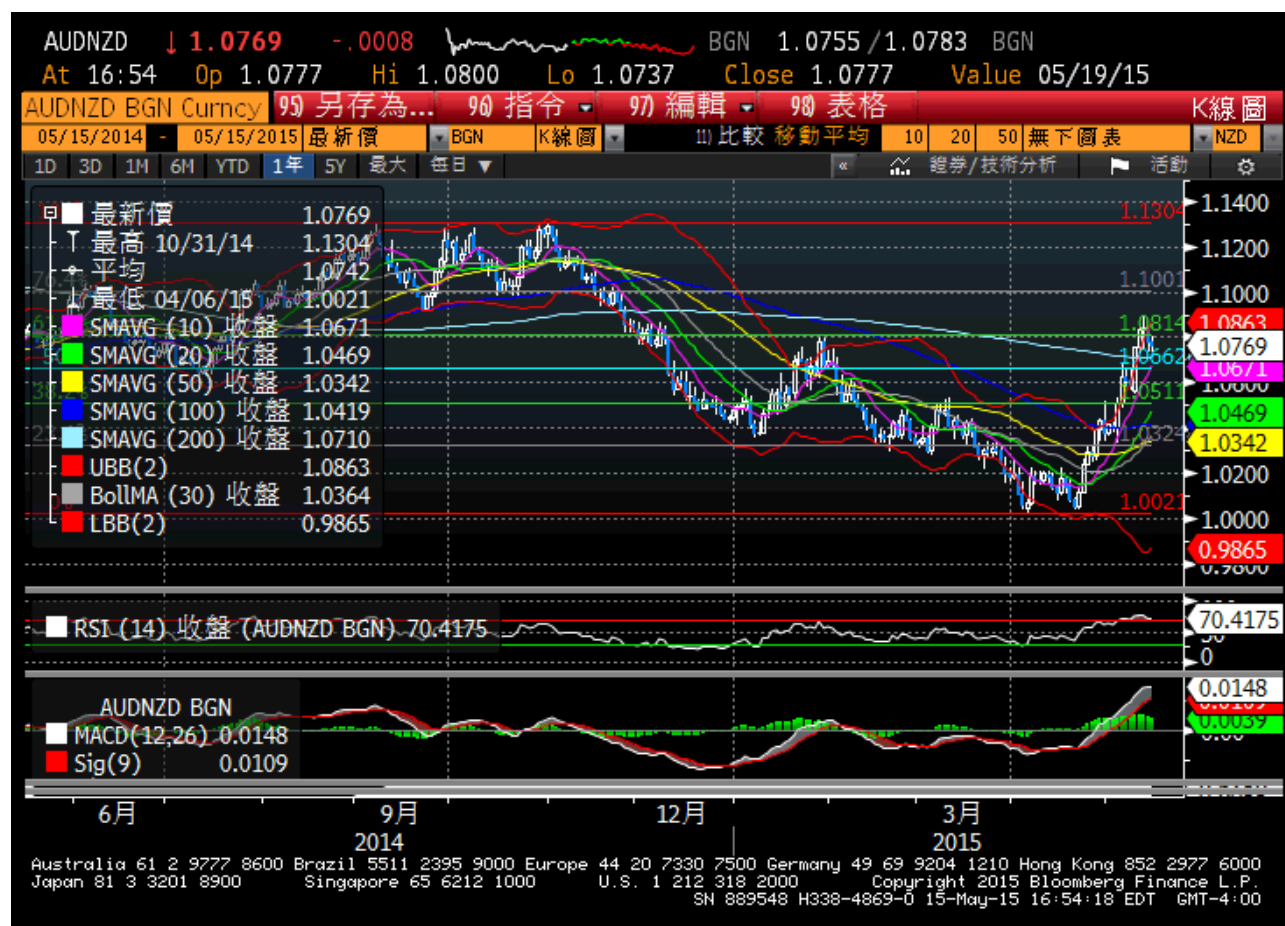 AUDNZD ↓ 1.0769 -.0008 BGN 1.0755/1.0783 BGN
At 16:54 Op 1.0777 Hi 1.0800 Lo 1.0737 Close 1.0777 Value 05/19/15
AUDNZD BGN Curncy 95) 另存為... 96) 指令 97) 編輯 98) 表格 K線圖
05/15/2014 - 05/15/2015 最新價 BGN K線圖 11) 比較 移動平均 10 20 50 無下圖表 NZD
1D 3D 1M 6M YTD 1年 5Y 最大 每日 ▼ « 證券/技術分析 活動
最新價 1.0769
最高 10/31/14 1.1304
平均 1.0742
最低 04/06/15 1.0021
SMAVG (10) 收盤 1.0671
SMAVG (20) 收盤 1.0469
SMAVG (50) 收盤 1.0342
SMAVG (100) 收盤 1.0419
SMAVG (200) 收盤 1.0710
UBB(2) 1.0863
BollMA (30) 收盤 1.0364
LBB(2) 0.9865
1.1304
1.1001
1.0814
1.0662
1.0511
1.0324
1.0021
1.1400
1.1200
1.1000
1.0863
1.0769
1.0671
1.0600
1.0469
1.0342
1.0200
1.0000
0.9865
0.9800
RSI (14) 收盤 (AUDNZD BGN) 70.4175
70.4175
50
0
AUDNZD BGN
MACD(12,26) 0.0148
Sig(9) 0.0109
0.0148
0.0109
0.0039
0.00
6月 9月 12月 3月
2014 2015
Australia 61 2 9777 8600 Brazil 5511 2395 9000 Europe 44 20 7330 7500 Germany 49 69 9204 1210 Hong Kong 852 2977 6000
Japan 81 3 3201 8900 Singapore 65 6212 1000 U.S. 1 212 318 2000 Copyright 2015 Bloomberg Finance L.P.
SN 889548 H338-4869-0 15-May-15 16:54:18 EDT GMT-4:00